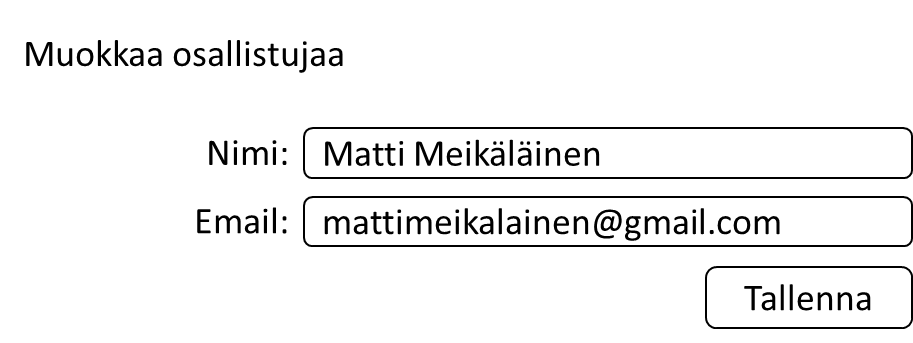 Muokkaa osallistujaa
Nimi: Matti Meikäläinen
Email: mattimeikalainen@gmail.com
Tallenna